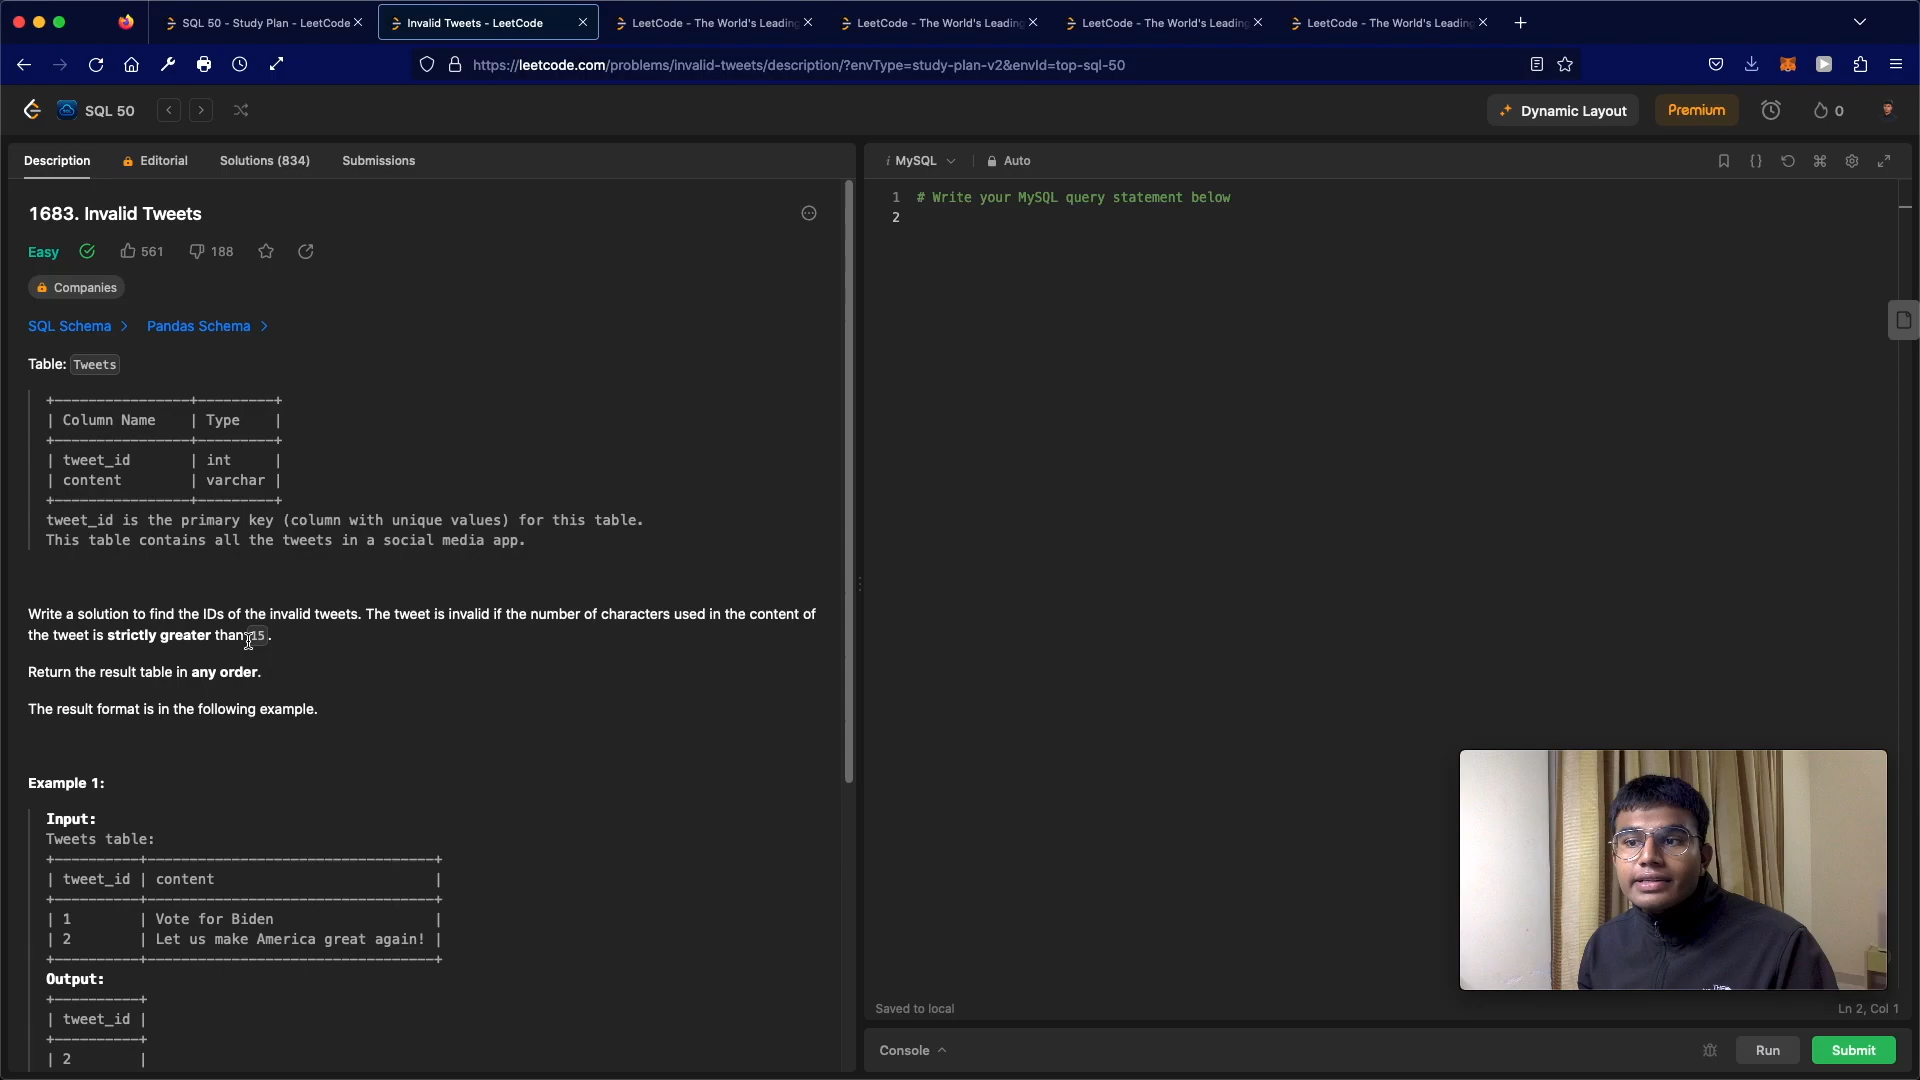 SQL 50 - Study Plan - LeetCode
Invalid Tweets - LeetCode
LeetCode - The World's Leading
LeetCode - The World's Leading
LeetCode - The World's Leading
LeetCode - The World's Leading
https://leetcode.com/problems/invalid-tweets/description/?envType=study-plan-v2&envId=top-sql-50
SQL 50
Dynamic Layout
Premium
0
Description
Editorial
Solutions (834)
Submissions
1683. Invalid Tweets
Easy
561
188
Companies
SQL Schema >
Pandas Schema >
Table: Tweets
+----------------+---------+
| Column Name    | Type    |
+----------------+---------+
| tweet_id       | int     |
| content        | varchar |
+----------------+---------+
tweet_id is the primary key (column with unique values) for this table.
This table contains all the tweets in a social media app.
Write a solution to find the IDs of the invalid tweets. The tweet is invalid if the number of characters used in the content of
the tweet is strictly greater than 15.
Return the result table in any order.
The result format is in the following example.
Example 1:
Input:
Tweets table:
+----------+----------------------------------+
| tweet_id | content                          |
+----------+----------------------------------+
| 1        | Vote for Biden                   |
| 2        | Let us make America great again! |
+----------+----------------------------------+
Output:
+----------+
| tweet_id |
+----------+
| 2        |
i MySQL
Auto
1 # Write your MySQL query statement below
2
THE
Saved to local
Ln 2, Col 1
Console
Run
Submit